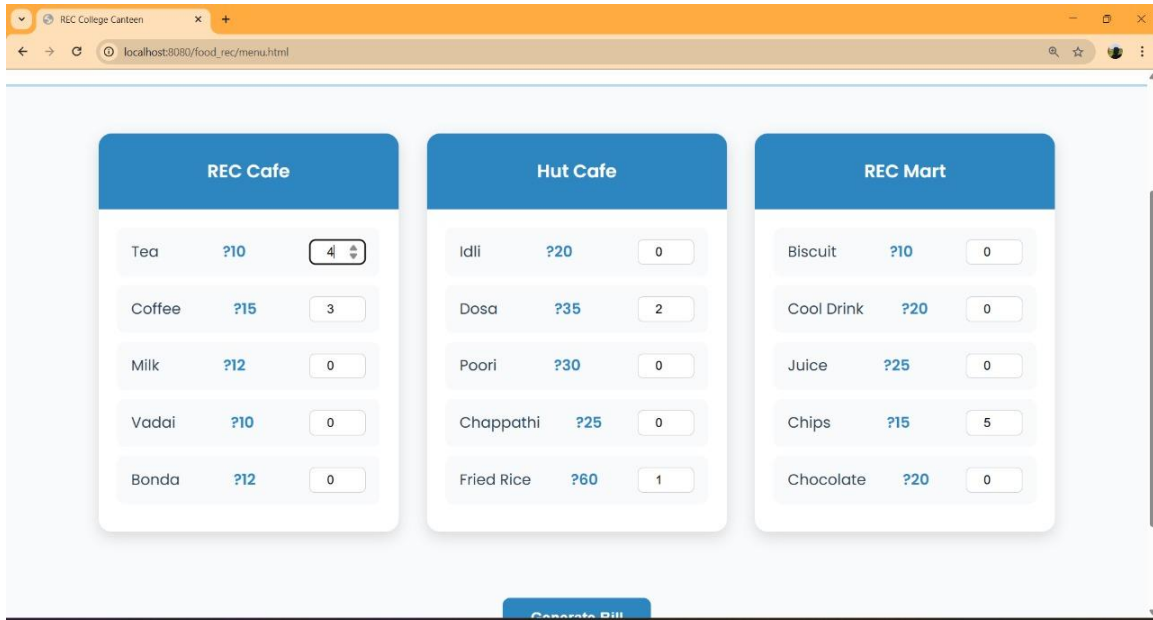 REC College Canteen
localhost:8080/food_rec/menu.html
REC Cafe
Tea ?10 4
Coffee ?15 3
Milk ?12 0
Vadai ?10 0
Bonda ?12 0
Hut Cafe
Idli ?20 0
Dosa ?35 2
Poori ?30 0
Chappathi ?25 0
Fried Rice ?60 1
REC Mart
Biscuit ?10 0
Cool Drink ?20 0
Juice ?25 0
Chips ?15 5
Chocolate ?20 0
Generate Bill